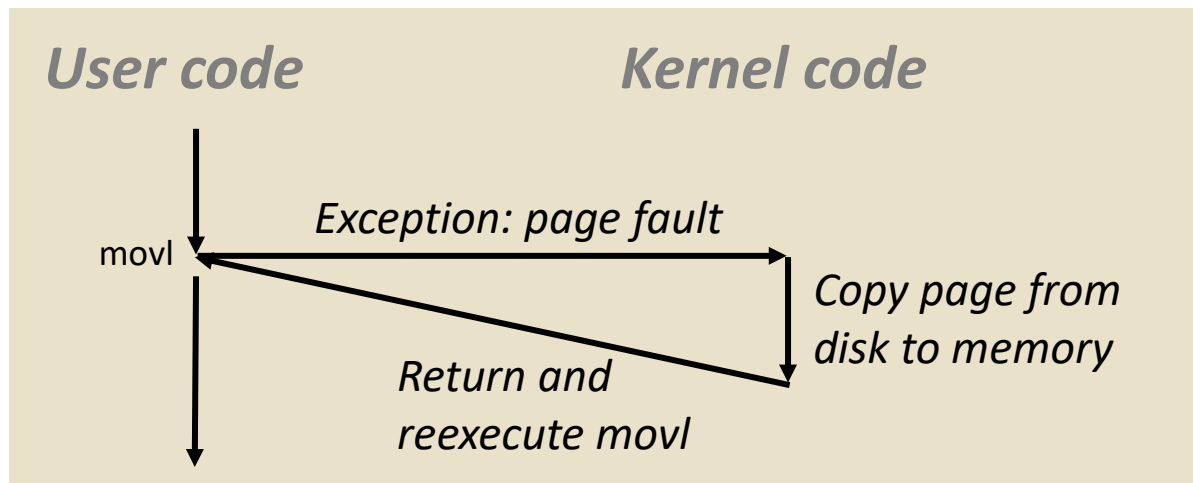 User code
Kernel code
Exception: page fault
movl
Copy page from
disk to memory
Return and
reexecute movl